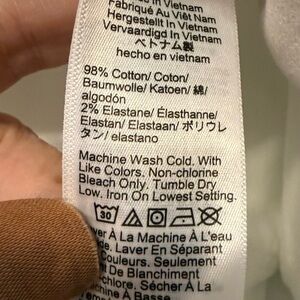 in Vietnam
Fabriqué Au Việt Nam
Hergestellt in Vietnam
Vervaardigd in Vietnam
ベトナム製
hecho en vietnam
98% Cotton/ Coton/
Baumwolle/ Katoen/ 綿/
algodón
2% Elastane/ Élasthanne/
Elastan/ Elastaan/ ポリウレ
タン/ elastano
Machine Wash Cold. With
Like Colors. Non-chlorine
Bleach Only. Tumble Dry
Low. Iron On Lowest Setting.
30
À La Machine À L'eau
Laver En Séparant
Couleurs. Seulement
De Blanchiment
Sécher À La
Machine À Basse